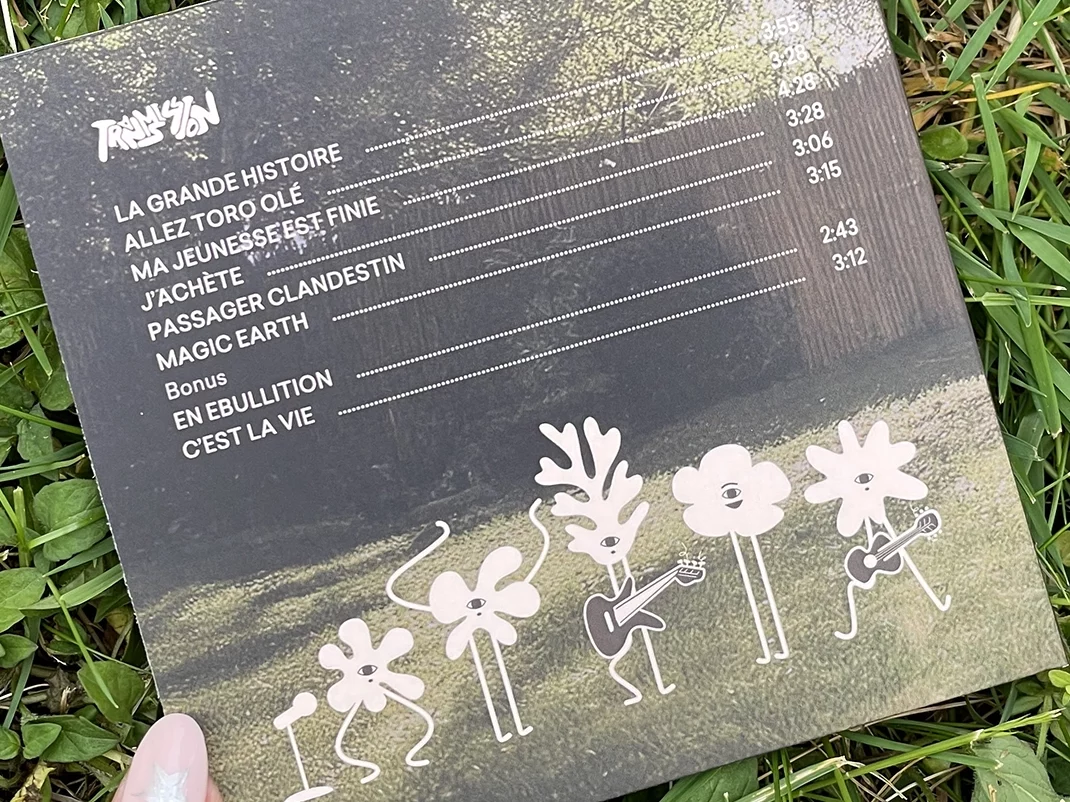 TRANSMISSION
LA GRANDE HISTOIRE 3:55
ALLEZ TORO OLÉ 3:28
MA JEUNESSE EST FINIE 4:28
J'ACHÈTE 3:28
PASSAGER CLANDESTIN 3:06
MAGIC EARTH 3:15
Bonus
EN EBULLITION 2:43
C'EST LA VIE 3:12